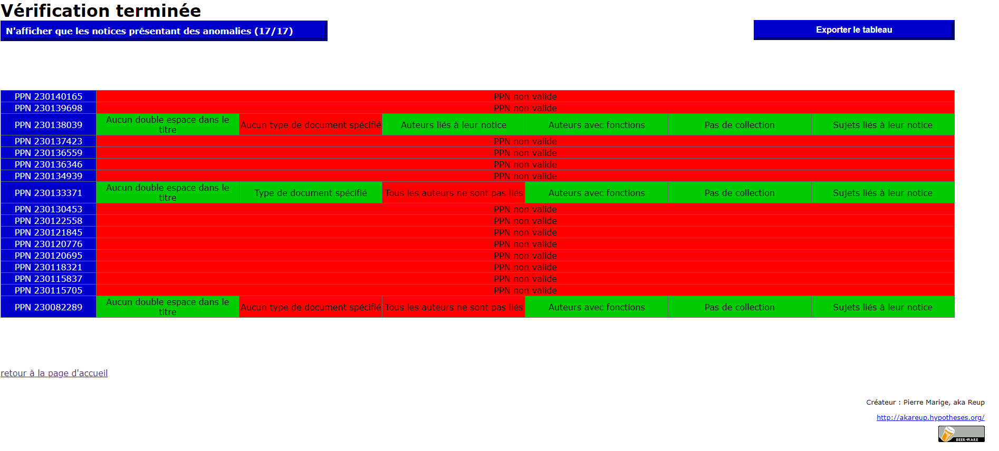 Vérification terminée
N'afficher que les notices présentant des anomalies (17/17)
Exporter le tableau
PPN 230140165 PPN non valide
PPN 230139698 PPN non valide
PPN 230138039 Aucun double espace dans le titre Aucun type de document spécifié Auteurs liés à leur notice Auteurs avec fonctions Pas de collection Sujets liés à leur notice
PPN 230137423 PPN non valide
PPN 230136559 PPN non valide
PPN 230136346 PPN non valide
PPN 230134939 PPN non valide
PPN 230133371 Aucun double espace dans le titre Type de document spécifié Tous les auteurs ne sont pas liés Auteurs avec fonctions Pas de collection Sujets liés à leur notice
PPN 230130453 PPN non valide
PPN 230122558 PPN non valide
PPN 230121845 PPN non valide
PPN 230120776 PPN non valide
PPN 230120695 PPN non valide
PPN 230118321 PPN non valide
PPN 230115837 PPN non valide
PPN 230115705 PPN non valide
PPN 230082289 Aucun double espace dans le titre Aucun type de document spécifié Tous les auteurs ne sont pas liés Auteurs avec fonctions Pas de collection Sujets liés à leur notice
retour à la page d'accueil
Créateur : Pierre Marige, aka Reup
http://akareup.hypotheses.org/
BEER-WARE